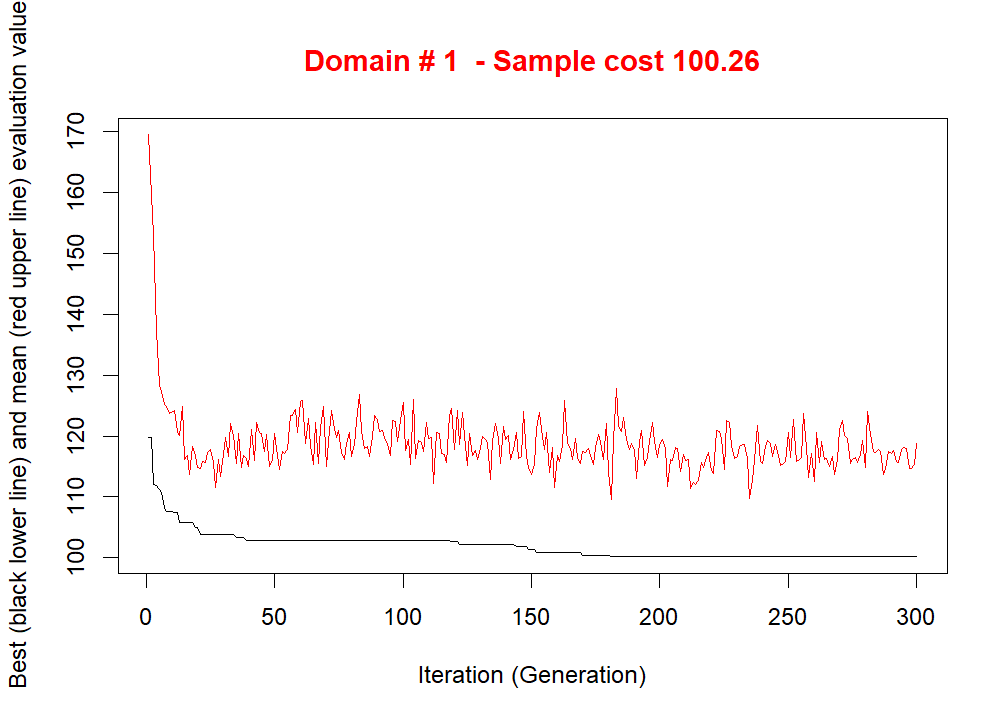 Domain # 1  - Sample cost 100.26
Best (black lower line) and mean (red upper line) evaluation value
170
160
150
140
130
120
110
100
0 50 100 150 200 250 300
Iteration (Generation)